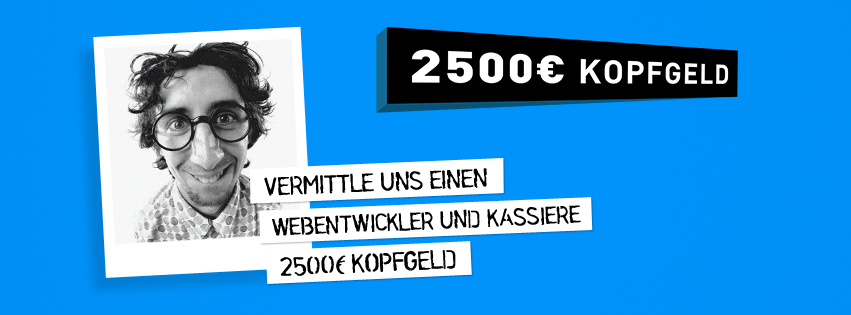 2500€ KOPFGELD
VERMITTLE UNS EINEN
WEBENTWICKLER UND KASSIERE
2500€ KOPFGELD